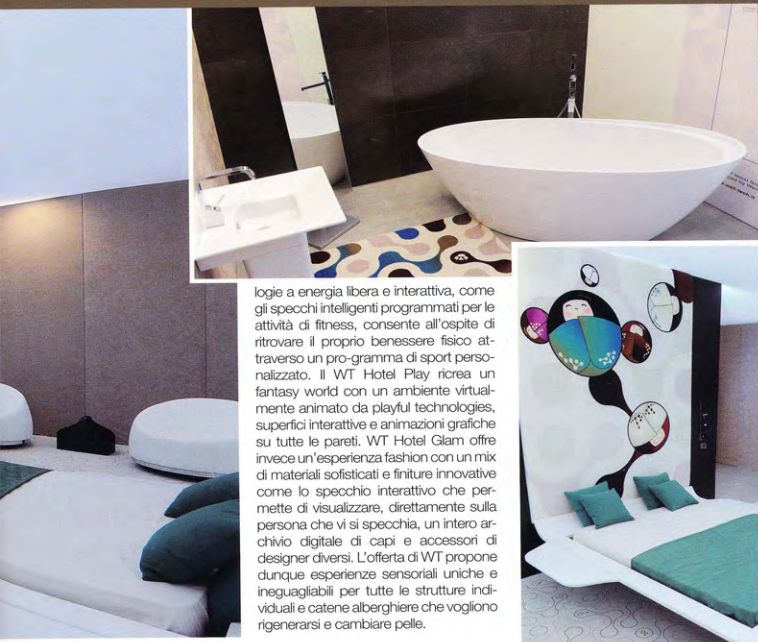 logie a energia libera e interattiva, come
gli specchi intelligenti programmati per le
attività di fitness, consente all'ospite di
ritrovare il proprio benessere fisico at-
traverso un pro-gramma di sport perso-
nalizzato. Il WT Hotel Play ricrea un
fantasy world con un ambiente virtual-
mente animato da playful technologies,
superfici interattive e animazioni grafiche
su tutte le pareti. WT Hotel Glam offre
invece un'esperienza fashion con un mix
di materiali sofisticati e finiture innovative
come lo specchio interattivo che per-
mette di visualizzare, direttamente sulla
persona che vi si specchia, un intero ar-
chivio digitale di capi e accessori di
designer diversi. L'offerta di WT propone
dunque esperienze sensoriali uniche e
ineguagliabili per tutte le strutture indi-
viduali e catene alberghiere che vogliono
rigenerarsi e cambiare pelle.